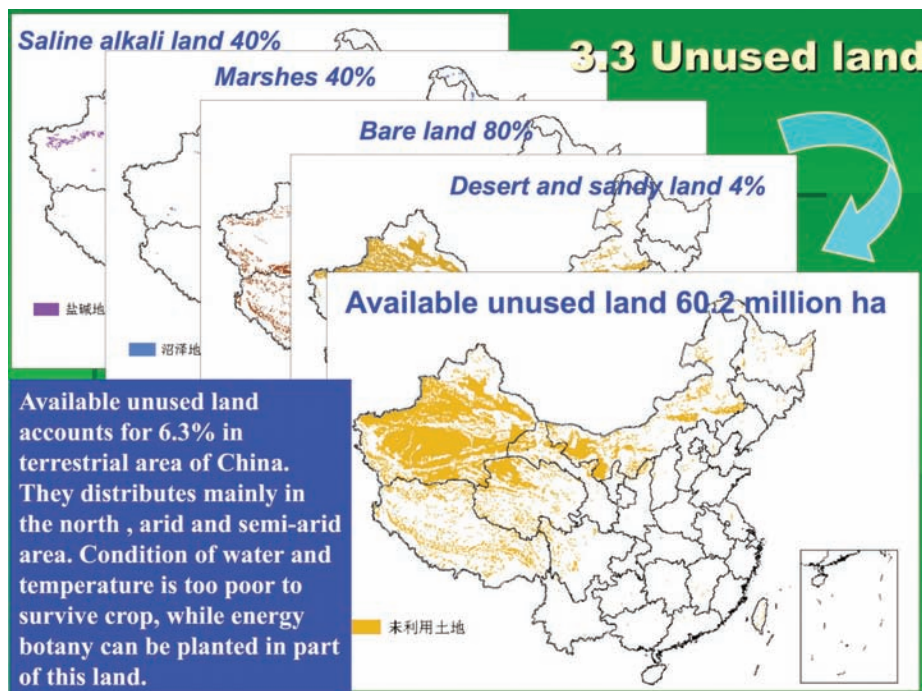 Saline alkali land 40%
3.3 Unused land
Marshes 40%
Bare land 80%
Desert and sandy land 4%
Available unused land 60.2 million ha
盐碱地
沼泽地
Available unused land
accounts for 6.3% in
terrestrial area of China.
They distributes mainly in
the north , arid and semi-arid
area. Condition of water and
temperature is too poor to
survive crop, while energy
botany can be planted in part
of this land.
未利用土地